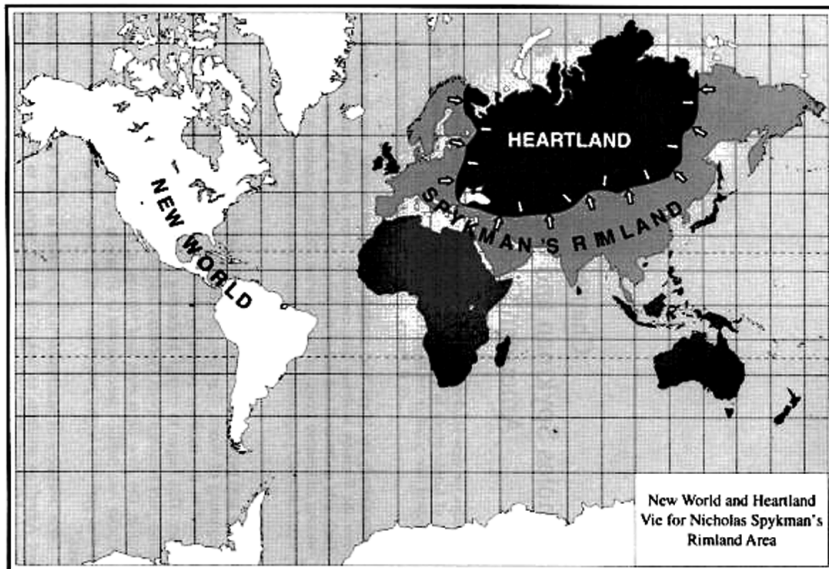 HEARTLAND
NEW WORLD
SPYKMAN'S RIMLAND
New World and Heartland
Vie for Nicholas Spykman's
Rimland Area